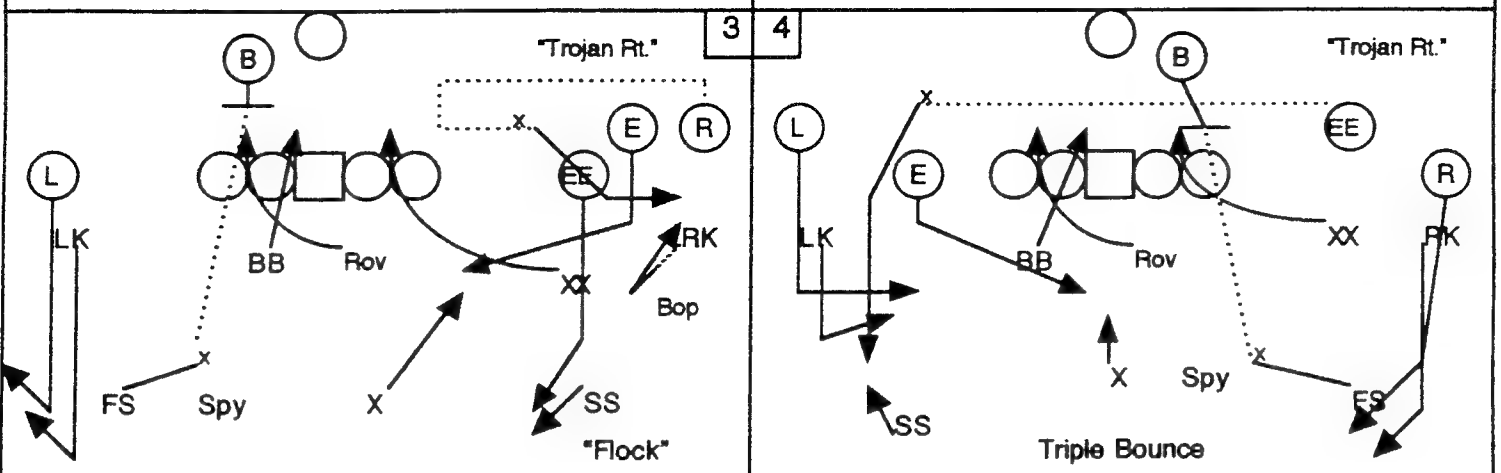 3 4
"Trojan Rt."
B
x
E
R
L
EE
LK
BB
Rov
RK
XX
Bop
x
FS
Spy
X
SS
"Flock"
"Trojan Rt."
B
x
L
EE
E
R
LK
XX
RK
BB
Rov
X
Spy
x
FS
SS
Triple Bounce